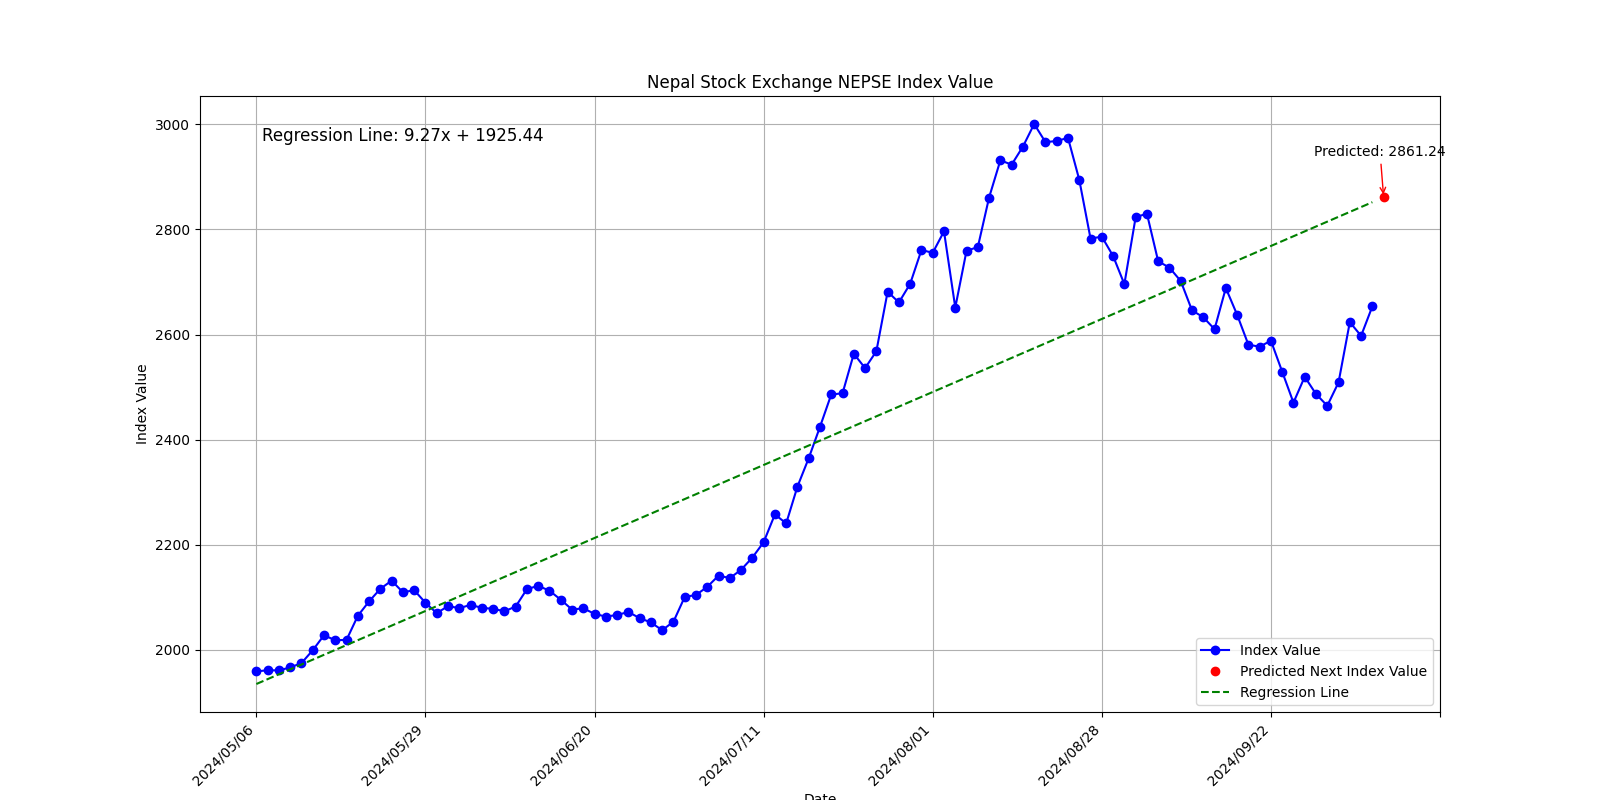 Nepal Stock Exchange NEPSE Index Value
3000
2800
2600
2400
2200
2000
Index Value
Regression Line: 9.27x + 1925.44
Predicted: 2861.24
Index Value
Predicted Next Index Value
Regression Line
2024/05/06
2024/05/29
2024/06/20
2024/07/11
2024/08/01
2024/08/28
2024/09/22
Date